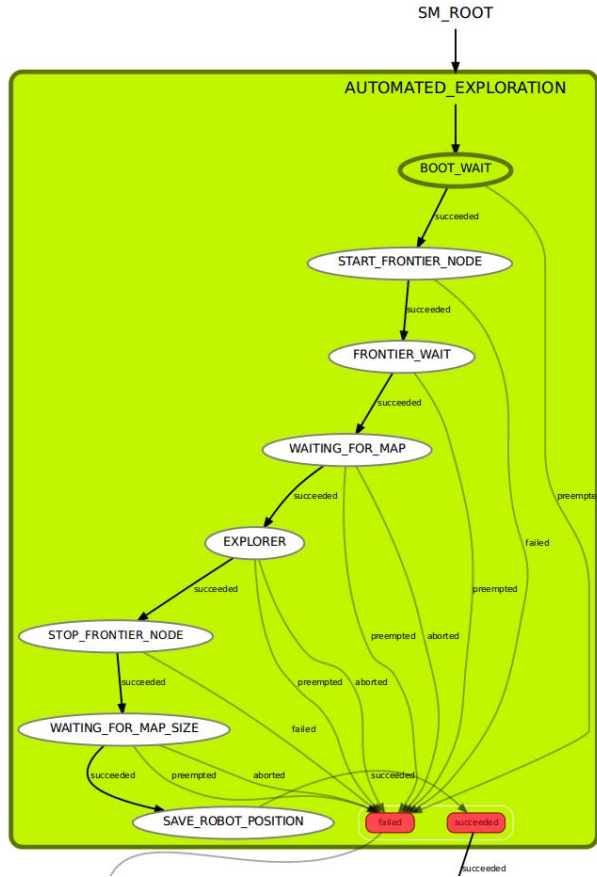 SM_ROOT
AUTOMATED_EXPLORATION
BOOT_WAIT
succeeded
START_FRONTIER_NODE
succeeded
FRONTIER_WAIT
succeeded
WAITING_FOR_MAP
succeeded
preempte
EXPLORER
failed
succeeded
preempted
STOP_FRONTIER_NODE
preempted
aborted
succeeded
preempted
aborted
failed
WAITING_FOR_MAP_SIZE
succeeded
preempted
aborted
succeeded
SAVE_ROBOT_POSITION
failed
succeeded
succeeded